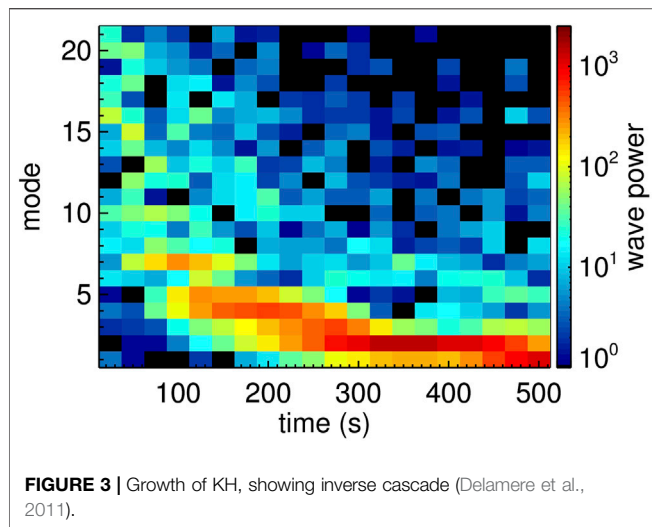 20
15
10
5
mode
100 200 300 400 500
time (s)
10³
10²
10¹
10⁰
wave power
FIGURE 3 | Growth of KH, showing inverse cascade (Delamere et al.,
2011).